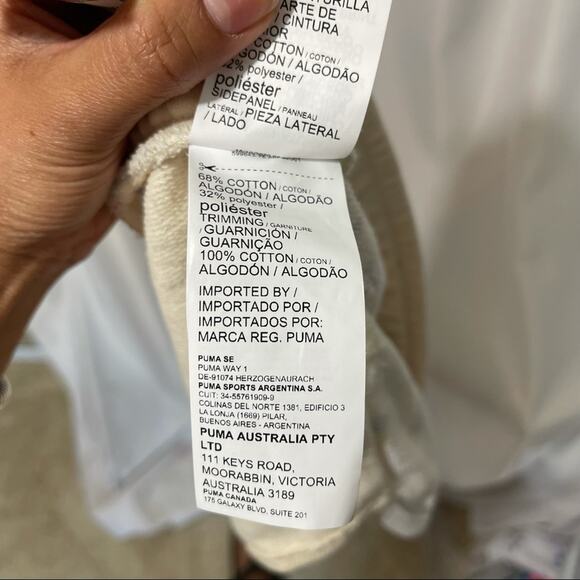 ARTE DE
/ CINTURA
COTTON / COTON /
ALGODÃO
32% polyester /
poliéster
SIDEPANEL / PANNEAU
LATÉRAL / PIEZA LATERAL
/ LADO
68% COTTON / COTON /
ALGODÓN / ALGODÃO
32% polyester /
poliéster
TRIMMING / GARNITURE
/ GUARNICIÓN /
GUARNIÇÃO
100% COTTON / COTON /
ALGODÓN / ALGODÃO
IMPORTED BY /
IMPORTADO POR /
IMPORTADOS POR:
MARCA REG. PUMA
PUMA SE
PUMA WAY 1
DE-91074 HERZOGENAURACH
PUMA SPORTS ARGENTINA S.A.
CUIT: 34-55761909-9
COLINAS DEL NORTE 1381, EDIFICIO 3
LA LONJA (1669) PILAR,
BUENOS AIRES - ARGENTINA
PUMA AUSTRALIA PTY
LTD
111 KEYS ROAD,
MOORABBIN, VICTORIA
AUSTRALIA 3189
PUMA CANADA
175 GALAXY BLVD. SUITE 201